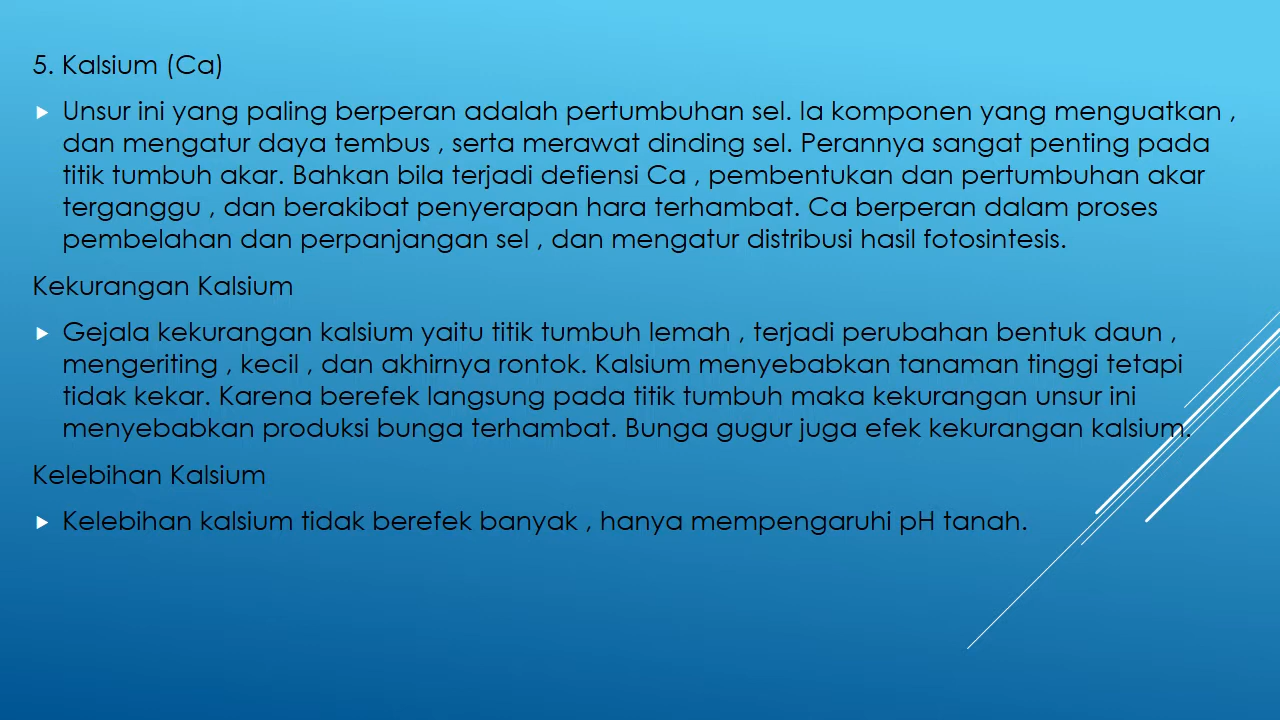 5. Kalsium (Ca)
Unsur ini yang paling berperan adalah pertumbuhan sel. Ia komponen yang menguatkan ,
dan mengatur daya tembus , serta merawat dinding sel. Perannya sangat penting pada
titik tumbuh akar. Bahkan bila terjadi defiensi Ca , pembentukan dan pertumbuhan akar
terganggu , dan berakibat penyerapan hara terhambat. Ca berperan dalam proses
pembelahan dan perpanjangan sel , dan mengatur distribusi hasil fotosintesis.
Kekurangan Kalsium
Gejala kekurangan kalsium yaitu titik tumbuh lemah , terjadi perubahan bentuk daun ,
mengeriting , kecil , dan akhirnya rontok. Kalsium menyebabkan tanaman tinggi tetapi
tidak kekar. Karena berefek langsung pada titik tumbuh maka kekurangan unsur ini
menyebabkan produksi bunga terhambat. Bunga gugur juga efek kekurangan kalsium.
Kelebihan Kalsium
Kelebihan kalsium tidak berefek banyak , hanya mempengaruhi pH tanah.